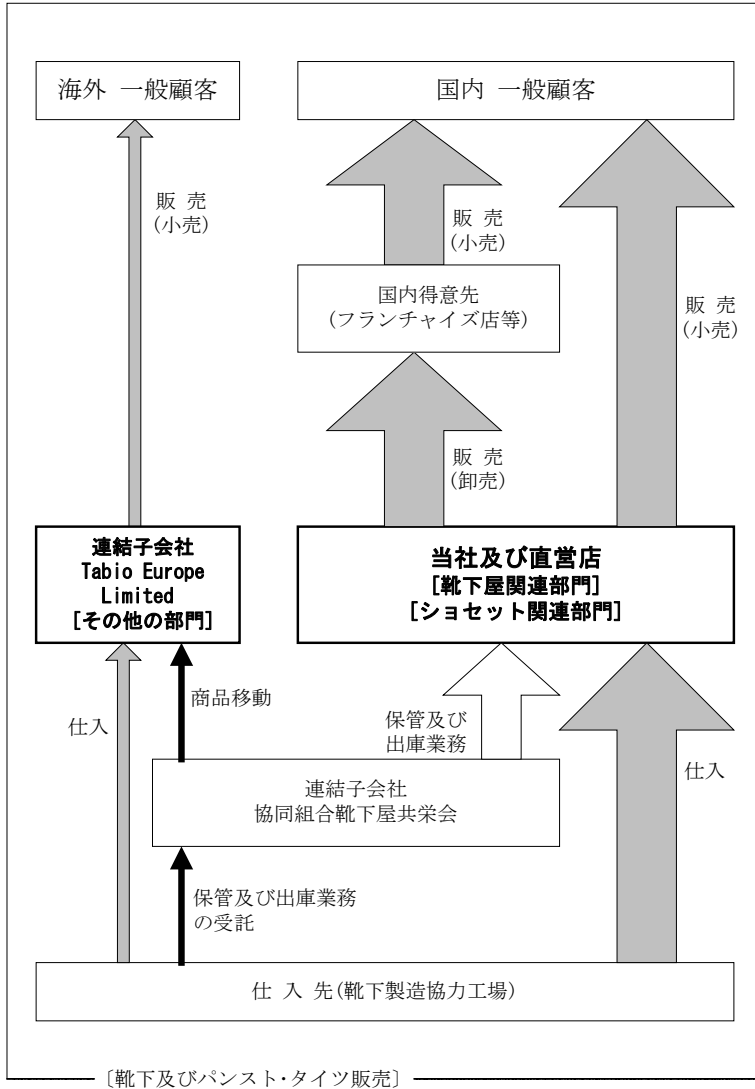 海外 一般顧客
国内 一般顧客
販 売
(小売)
販 売
(小売)
国内得意先
(フランチャイズ店等)
販 売
(小売)
販 売
(卸売)
連結子会社
Tabio Europe
Limited
[その他の部門]
当社及び直営店
[靴下屋関連部門]
[ショセット関連部門]
商品移動
仕入
保管及び
出庫業務
仕入
連結子会社
協同組合靴下屋共栄会
保管及び出庫業務
の受託
仕 入 先(靴下製造協力工場)
〔靴下及びパンスト・タイツ販売〕